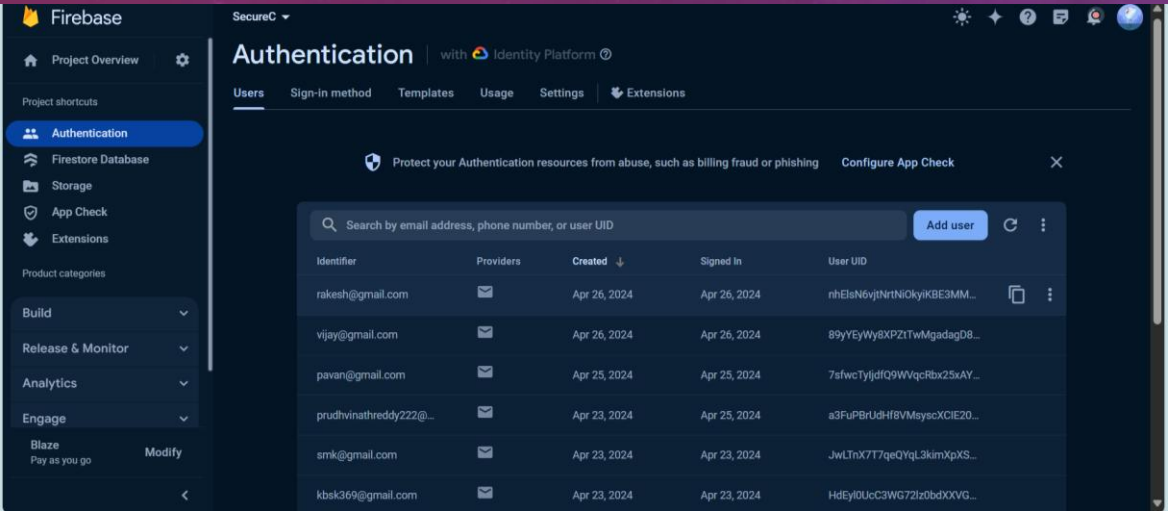 Firebase
SecureC
Project Overview
Authentication with Identity Platform
Users Sign-in method Templates Usage Settings Extensions
Project shortcuts
Authentication
Firestore Database
Storage
App Check
Extensions
Product categories
Build
Release & Monitor
Analytics
Engage
Blaze
Pay as you go
Modify
Protect your Authentication resources from abuse, such as billing fraud or phishing Configure App Check
Search by email address, phone number, or user UID Add user
Identifier Providers Created Signed In User UID
rakesh@gmail.com Apr 26, 2024 Apr 26, 2024 nhElsN6vjtNrtNiOkyiKBE3MM...
vijay@gmail.com Apr 26, 2024 Apr 26, 2024 89yYEyWy8XPZtTwMgadagD8...
pavan@gmail.com Apr 25, 2024 Apr 25, 2024 7sfwcTyIjdfQ9WVqcRbx25xAY...
prudhvinathreddy222@... Apr 23, 2024 Apr 25, 2024 a3FuPBrUdHf8VMsyscXCIE20...
smk@gmail.com Apr 23, 2024 Apr 23, 2024 JwLTnX7T7qeQYqL3kimXpXS...
kbsk369@gmail.com Apr 23, 2024 Apr 23, 2024 HdEyl0UcC3WG72Iz0bdXXVG...